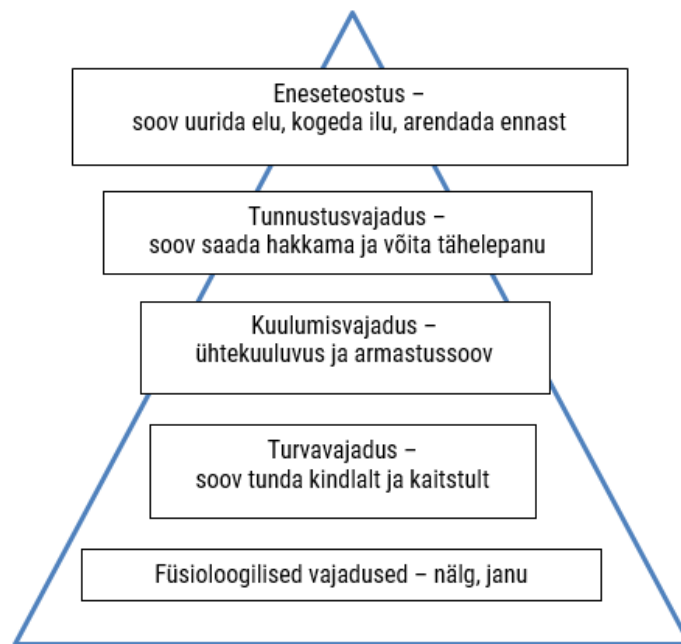 Eneseteostus –
soov uurida elu, kogeda ilu, arendada ennast
Tunnustusvajadus –
soov saada hakkama ja võita tähelepanu
Kuulumisvajadus –
ühtekuuluvus ja armastussoov
Turvavajadus –
soov tunda kindlalt ja kaitstult
Füsioloogilised vajadused – nälg, janu